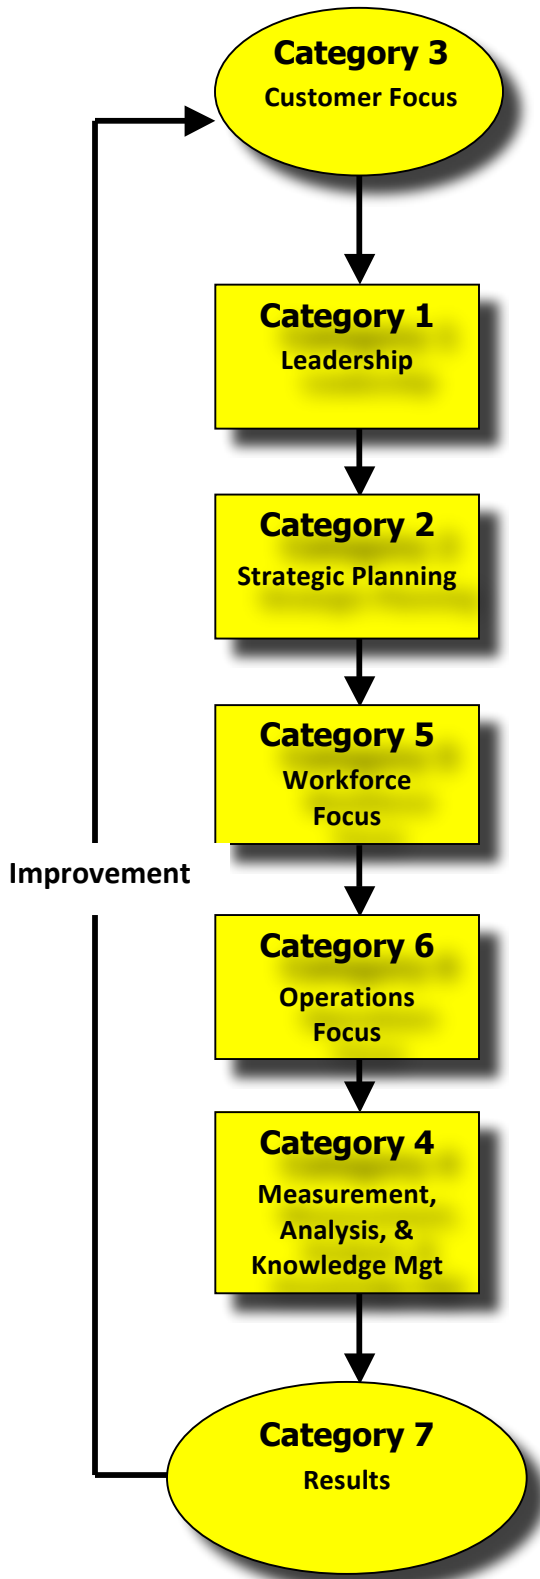 Category 3
Customer Focus
Category 1
Leadership
Category 2
Strategic Planning
Category 5
Workforce
Focus
Improvement
Category 6
Operations
Focus
Category 4
Measurement,
Analysis, &
Knowledge Mgt
Category 7
Results